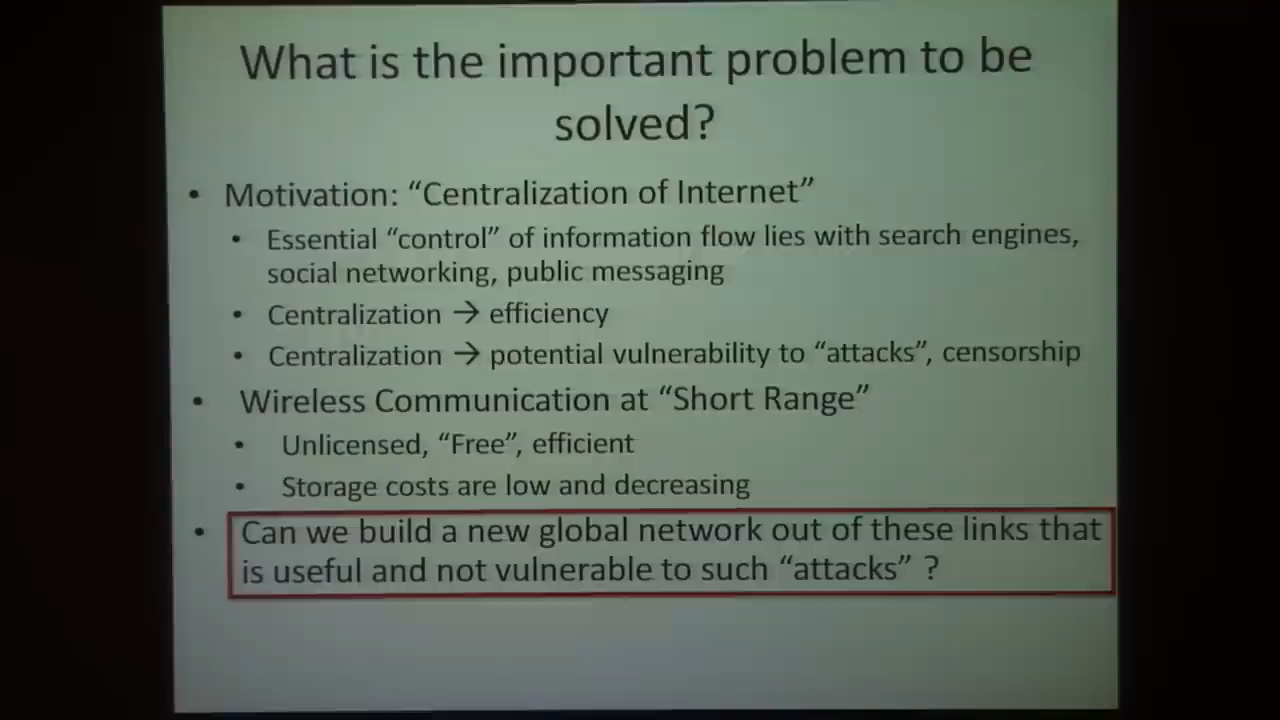 What is the important problem to be
solved?
• Motivation: “Centralization of Internet”
• Essential “control” of information flow lies with search engines,
social networking, public messaging
• Centralization → efficiency
• Centralization → potential vulnerability to “attacks”, censorship
• Wireless Communication at “Short Range”
• Unlicensed, “Free”, efficient
• Storage costs are low and decreasing
• Can we build a new global network out of these links that
is useful and not vulnerable to such “attacks” ?